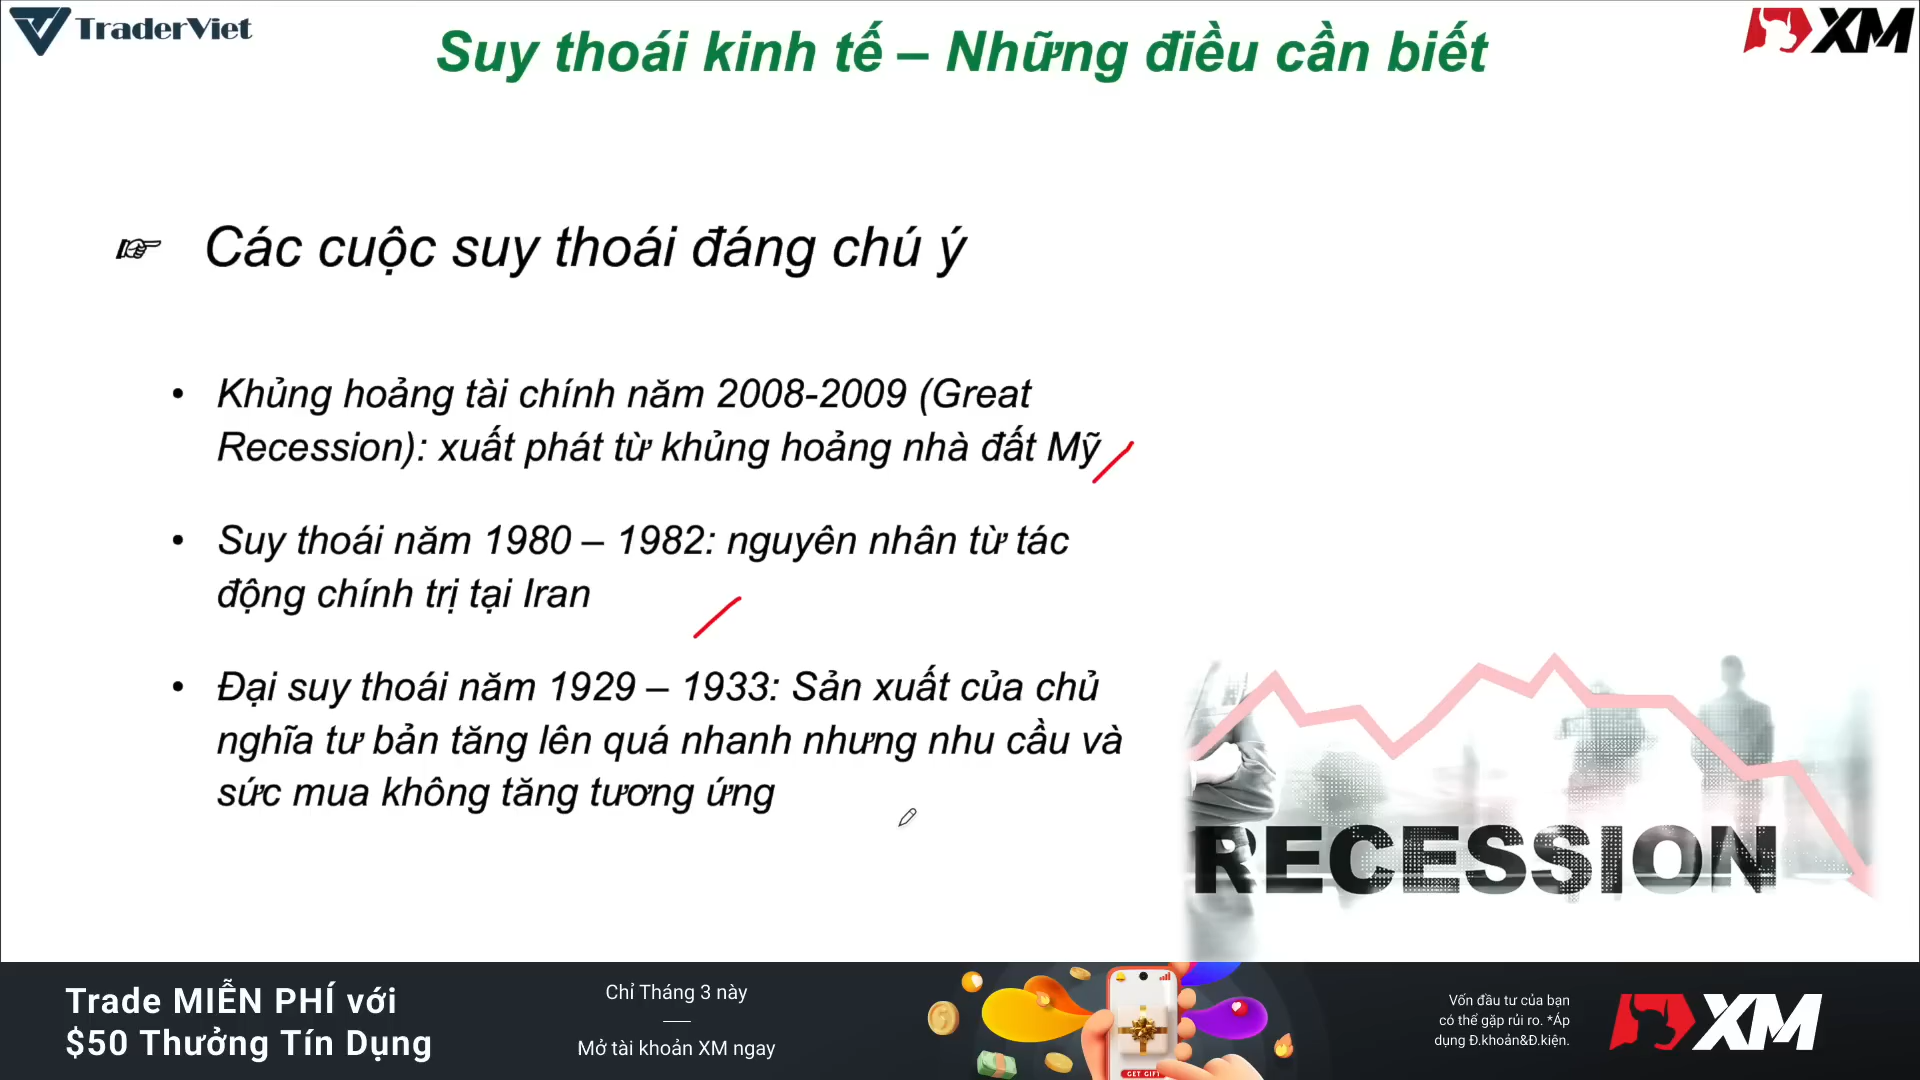 TraderViet
XM
Suy thoái kinh tế – Những điều cần biết
☞ Các cuộc suy thoái đáng chú ý
• Khủng hoảng tài chính năm 2008-2009 (Great
Recession): xuất phát từ khủng hoảng nhà đất Mỹ
• Suy thoái năm 1980 – 1982: nguyên nhân từ tác
động chính trị tại Iran
• Đại suy thoái năm 1929 – 1933: Sản xuất của chủ
nghĩa tư bản tăng lên quá nhanh nhưng nhu cầu và
sức mua không tăng tương ứng
RECESSION
Trade MIỄN PHÍ với
$50 Thưởng Tín Dụng
Chỉ Tháng 3 này
Mở tài khoản XM ngay
GET GIFT
Vốn đầu tư của bạn
có thể gặp rủi ro. *Áp
dụng Đ.khoản&Đ.kiện.
XM